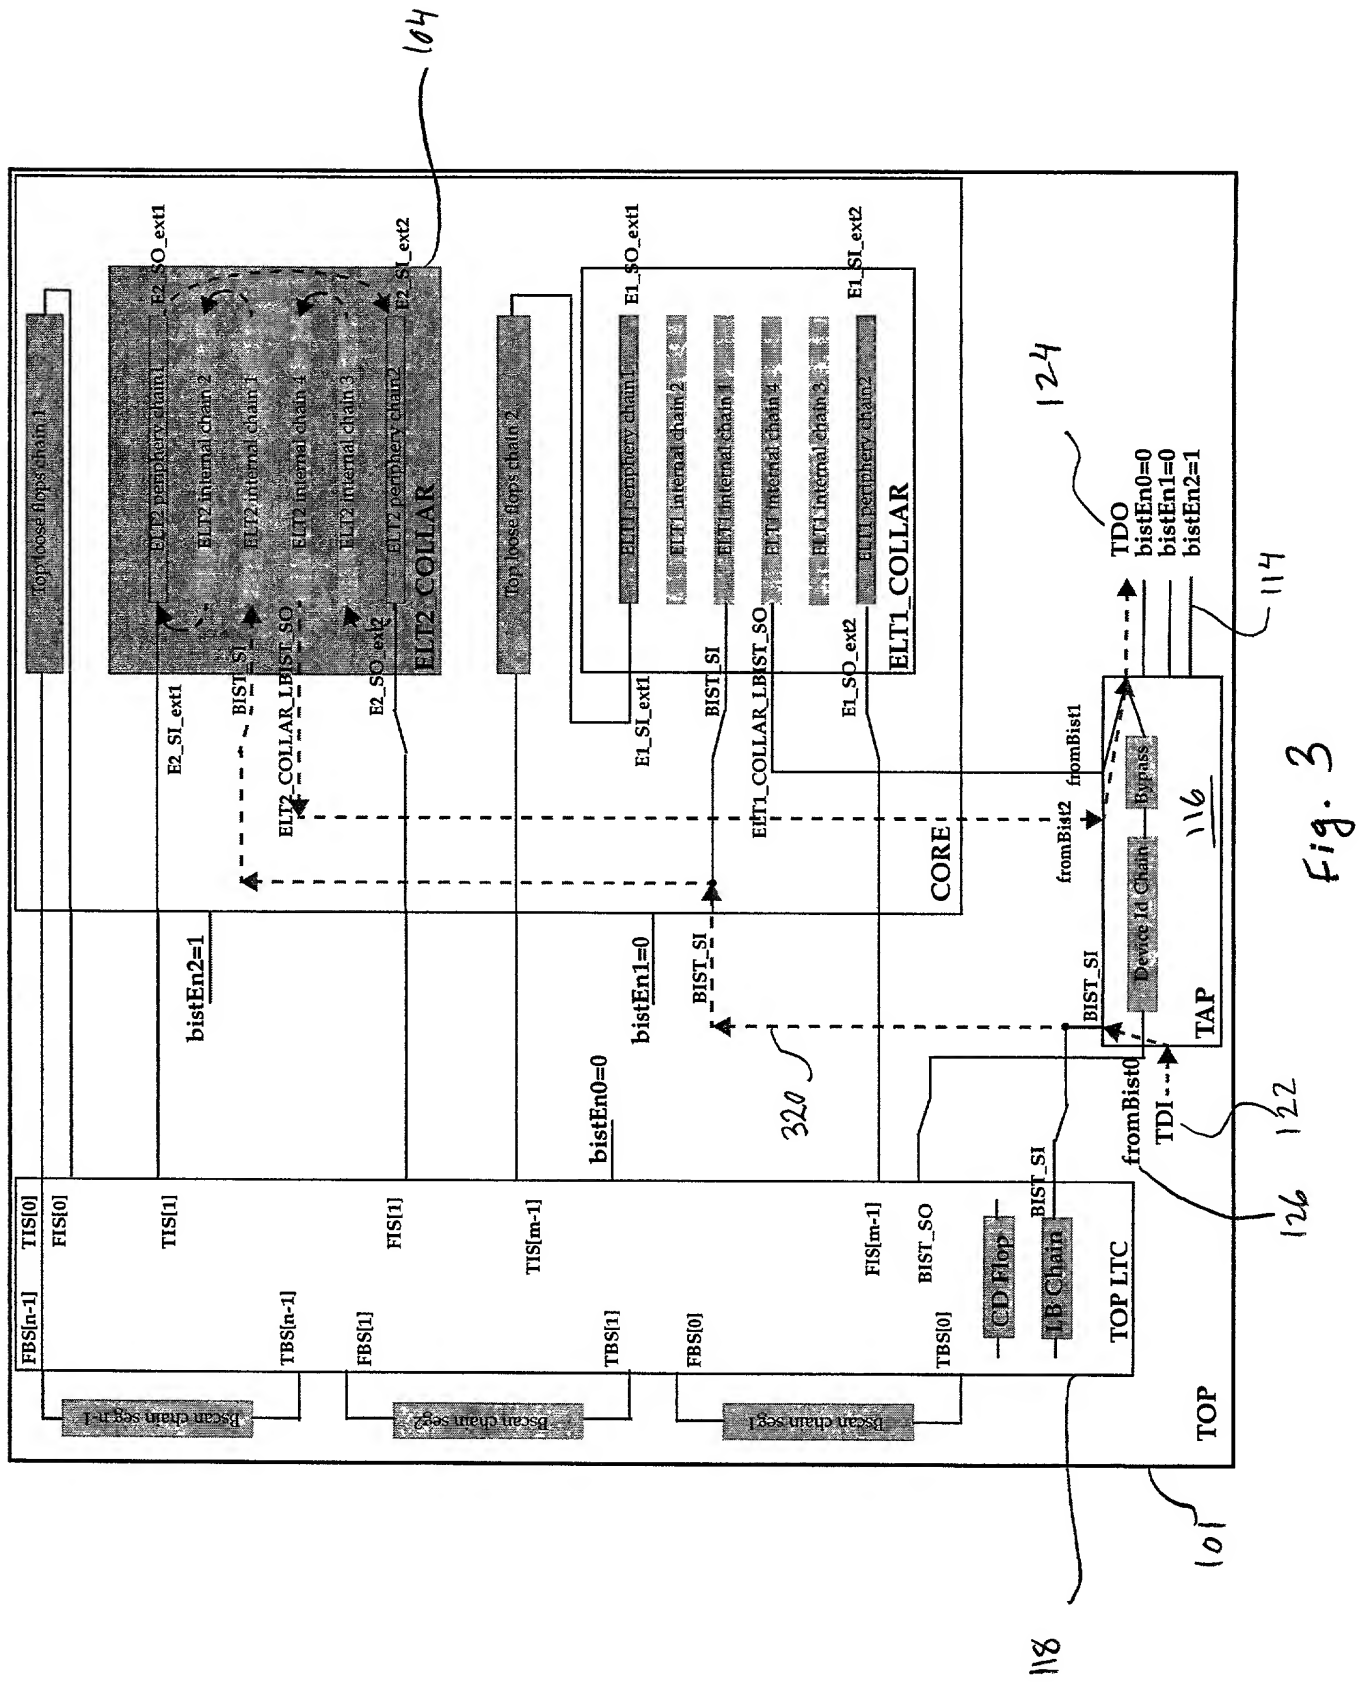 104
Top loose flops chain 1
E2_SO_ext1
ELT2 periphery chain1
ELT2 internal chain 2
ELT2 internal chain 1
ELT2 internal chain 4
ELT2 internal chain 3
ELT2 periphery chain2
E2_SI_ext2
ELT2_COLLAR
E2_SI_ext1
BIST_SI
ELT2_COLLAR_LBIST_SO
E2_SO_ext2
Top loose flops chain 2
E1_SO_ext1
ELT1 periphery chain1
ELT1 internal chain 2
ELT1 internal chain 1
ELT1 internal chain 4
ELT1 internal chain 3
ELT1 periphery chain2
E1_SI_ext2
ELT1_COLLAR
E1_SI_ext1
BIST_SI
ELT1_COLLAR_LBIST_SO
E1_SO_ext2
CORE
bistEn2=1
bistEn1=0
BIST_SI
bistEn0=0
320
TIS[0]
FIS[0]
TIS[1]
FIS[1]
TIS[m-1]
FIS[m-1]
BIST_SO
BIST_SI
FBS[n-1]
TBS[n-1]
FBS[1]
TBS[1]
FBS[0]
TBS[0]
CD Flop
LB Chain
TOP LTC
Bscan chain seg.n-1
Bscan chain seg2
Bscan chain seg1
TOP
101
118
fromBist1
fromBist2
BIST_SI
Device Id Chain
Bypass
116
TAP
fromBist0
TDI
122
126
124
TDO
bistEn0=0
bistEn1=0
bistEn2=1
114
Fig. 3